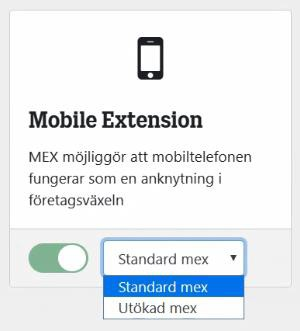 Mobile Extension
MEX möjliggör att mobiltelefonen
fungerar som en anknytning i
företagsväxeln
Standard mex
Standard mex
Utökad mex